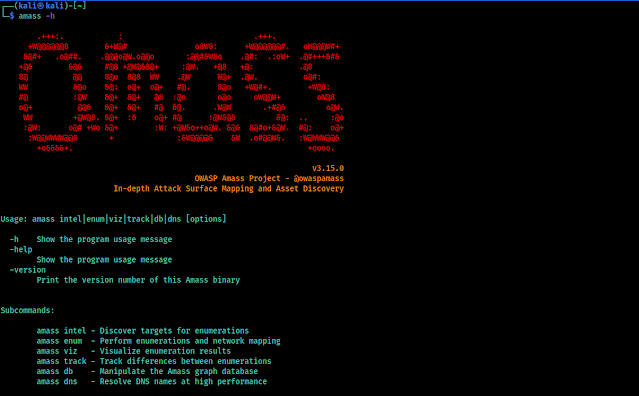 (kali㉿kali)-[~]
$ amass -h
v3.15.0
OWASP Amass Project - @owaspamass
In-depth Attack Surface Mapping and Asset Discovery
Usage: amass intel|enum|viz|track|db|dns [options]
-h Show the program usage message
-help
Show the program usage message
-version
Print the version number of this Amass binary
Subcommands:
amass intel - Discover targets for enumerations
amass enum - Perform enumerations and network mapping
amass viz - Visualize enumeration results
amass track - Track differences between enumerations
amass db - Manipulate the Amass graph database
amass dns - Resolve DNS names at high performance